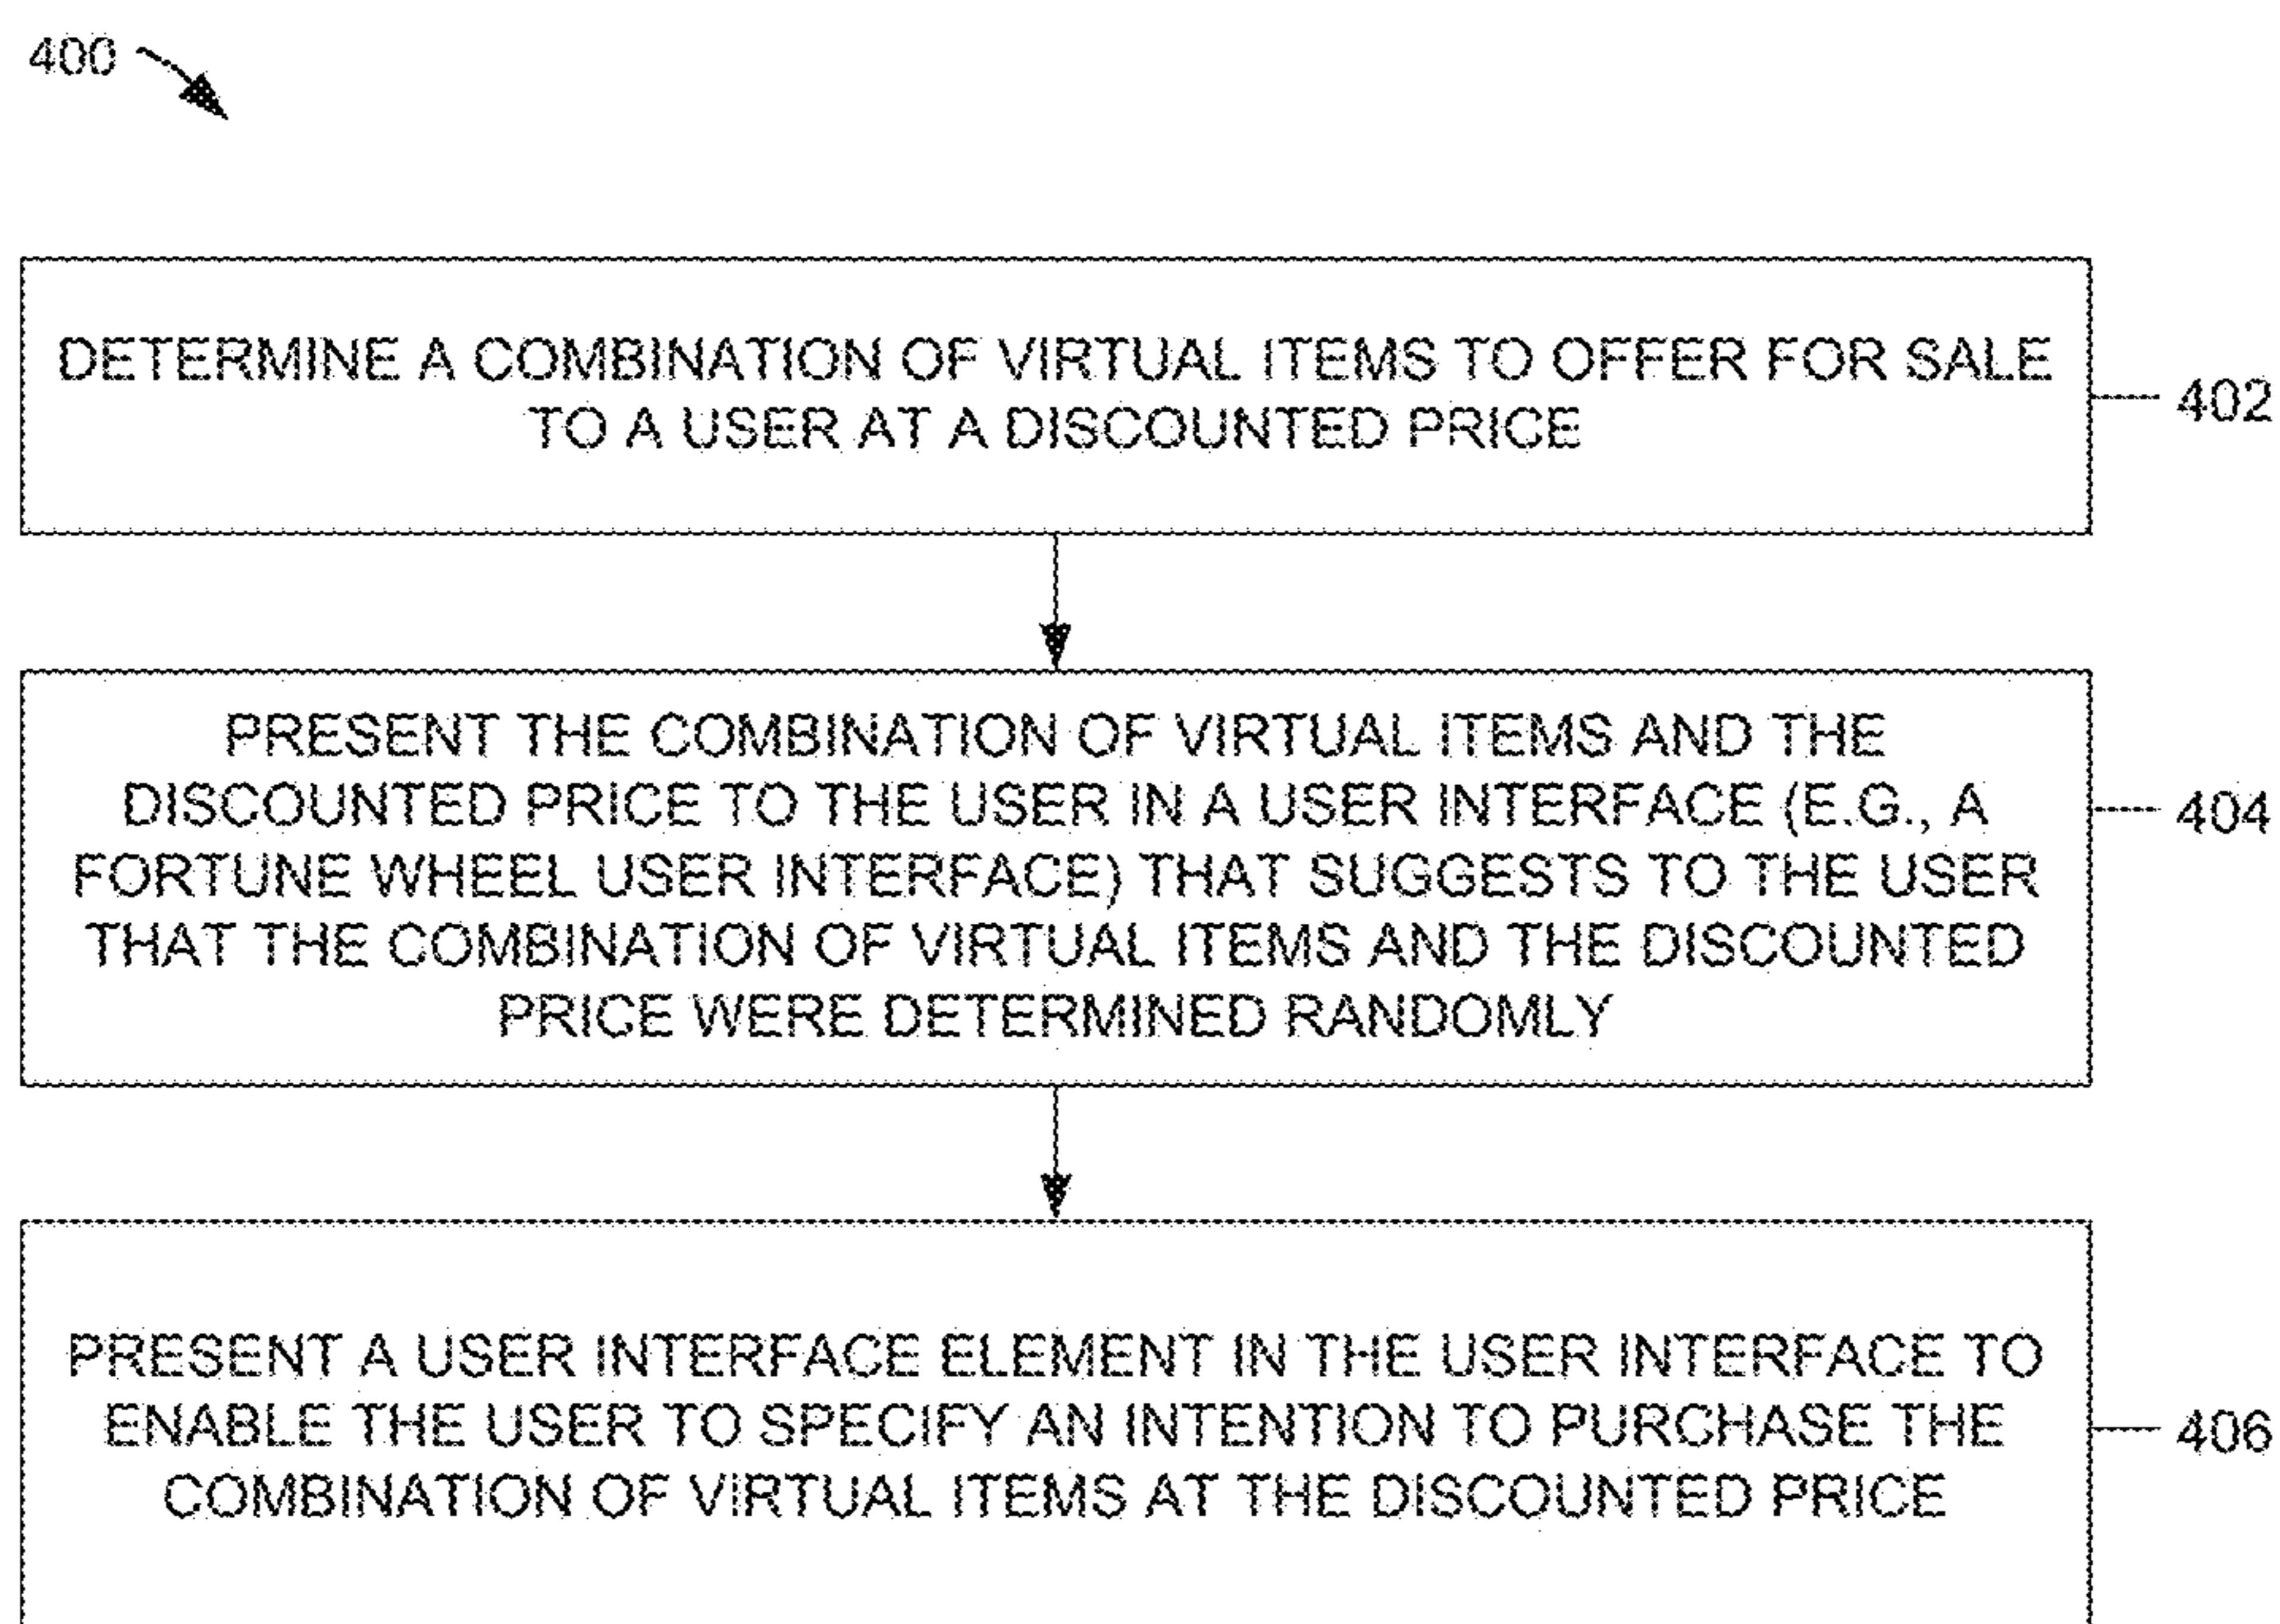 400
DETERMINE A COMBINATION OF VIRTUAL ITEMS TO OFFER FOR SALE
TO A USER AT A DISCOUNTED PRICE
402
PRESENT THE COMBINATION OF VIRTUAL ITEMS AND THE
DISCOUNTED PRICE TO THE USER IN A USER INTERFACE (E.G., A
FORTUNE WHEEL USER INTERFACE) THAT SUGGESTS TO THE USER
THAT THE COMBINATION OF VIRTUAL ITEMS AND THE DISCOUNTED
PRICE WERE DETERMINED RANDOMLY
404
PRESENT A USER INTERFACE ELEMENT IN THE USER INTERFACE TO
ENABLE THE USER TO SPECIFY AN INTENTION TO PURCHASE THE
COMBINATION OF VIRTUAL ITEMS AT THE DISCOUNTED PRICE
406